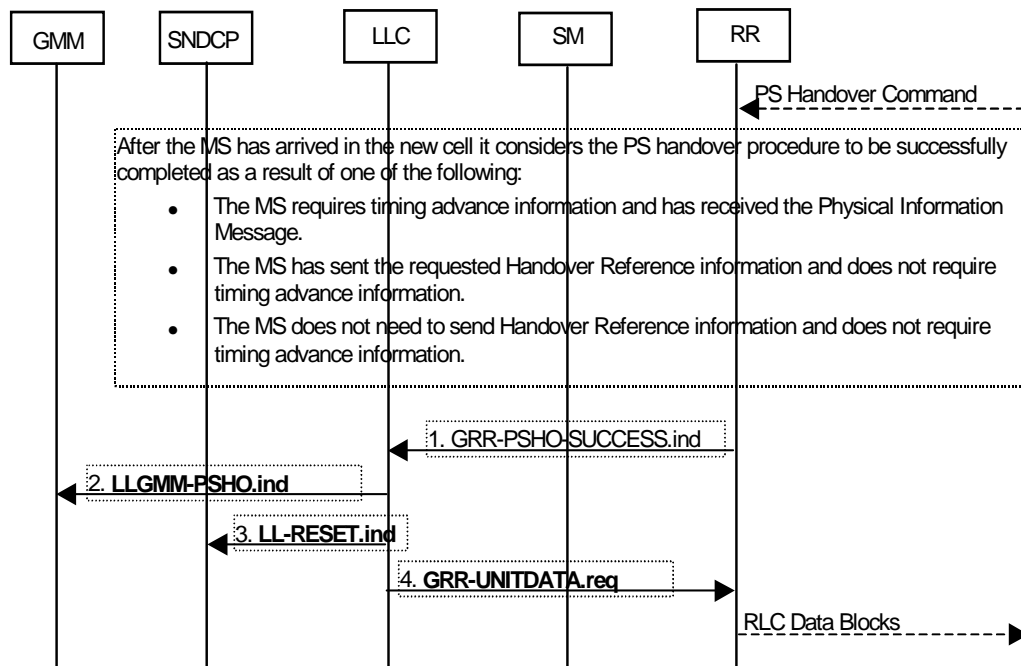 GMM
SNDCP
LLC
SM
RR
PS Handover Command
After the MS has arrived in the new cell it considers the PS handover procedure to be successfully
completed as a result of one of the following:
● The MS requires timing advance information and has received the Physical Information
Message.
● The MS has sent the requested Handover Reference information and does not require
timing advance information.
● The MS does not need to send Handover Reference information and does not require
timing advance information.
1. GRR-PSHO-SUCCESS.ind
2. LLGMM-PSHO.ind
3. LL-RESET.ind
4. GRR-UNITDATA.req
RLC Data Blocks